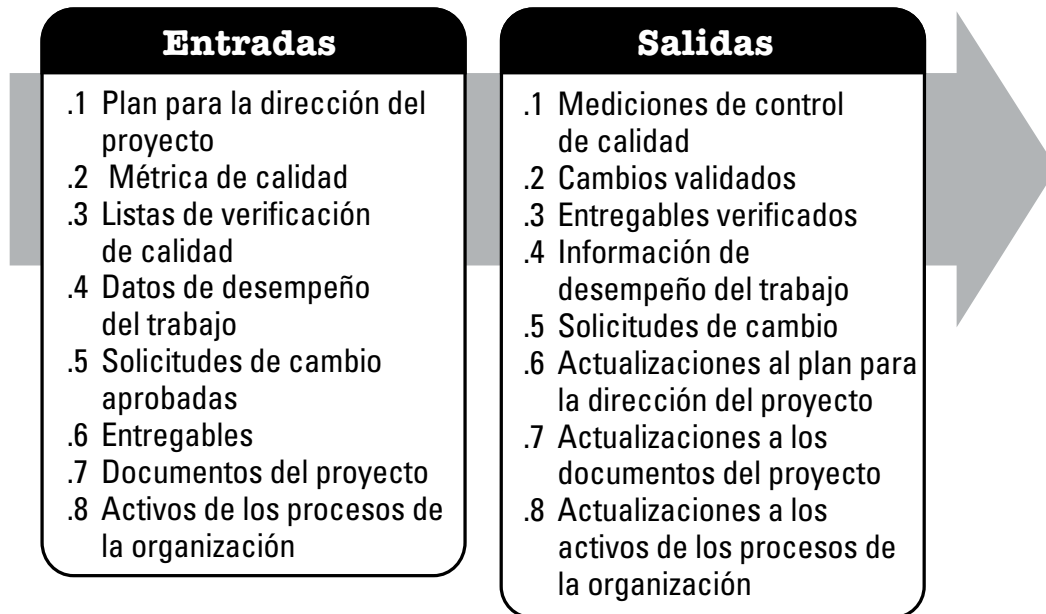 Entradas
.1 Plan para la dirección del
proyecto
.2 Métrica de calidad
.3 Listas de verificación
de calidad
.4 Datos de desempeño
del trabajo
.5 Solicitudes de cambio
aprobadas
.6 Entregables
.7 Documentos del proyecto
.8 Activos de los procesos de
la organización
Salidas
.1 Mediciones de control
de calidad
.2 Cambios validados
.3 Entregables verificados
.4 Información de
desempeño del trabajo
.5 Solicitudes de cambio
.6 Actualizaciones al plan para
la dirección del proyecto
.7 Actualizaciones a los
documentos del proyecto
.8 Actualizaciones a los
activos de los procesos de
la organización